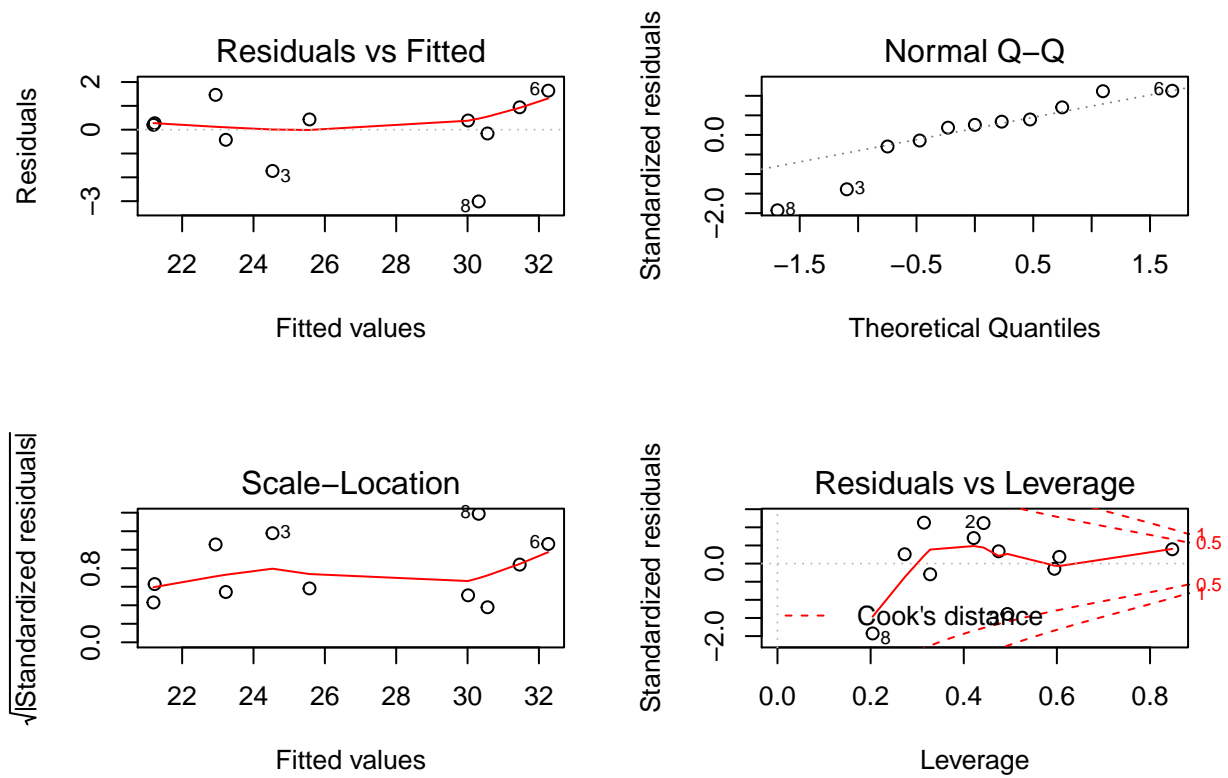 Residuals vs Fitted
Residuals
2
0
−3
6
3
8
22 24 26 28 30 32
Fitted values
Normal Q−Q
Standardized residuals
0.0
−2.0
6
3
8
−1.5 −0.5 0.5 1.5
Theoretical Quantiles
Scale−Location
√|Standardized residuals|
0.8
0.0
8
3
6
22 24 26 28 30 32
Fitted values
Residuals vs Leverage
Standardized residuals
0.0
−2.0
2
1
0.5
0.5
1
Cook's distance
3
8
0.0 0.2 0.4 0.6 0.8
Leverage